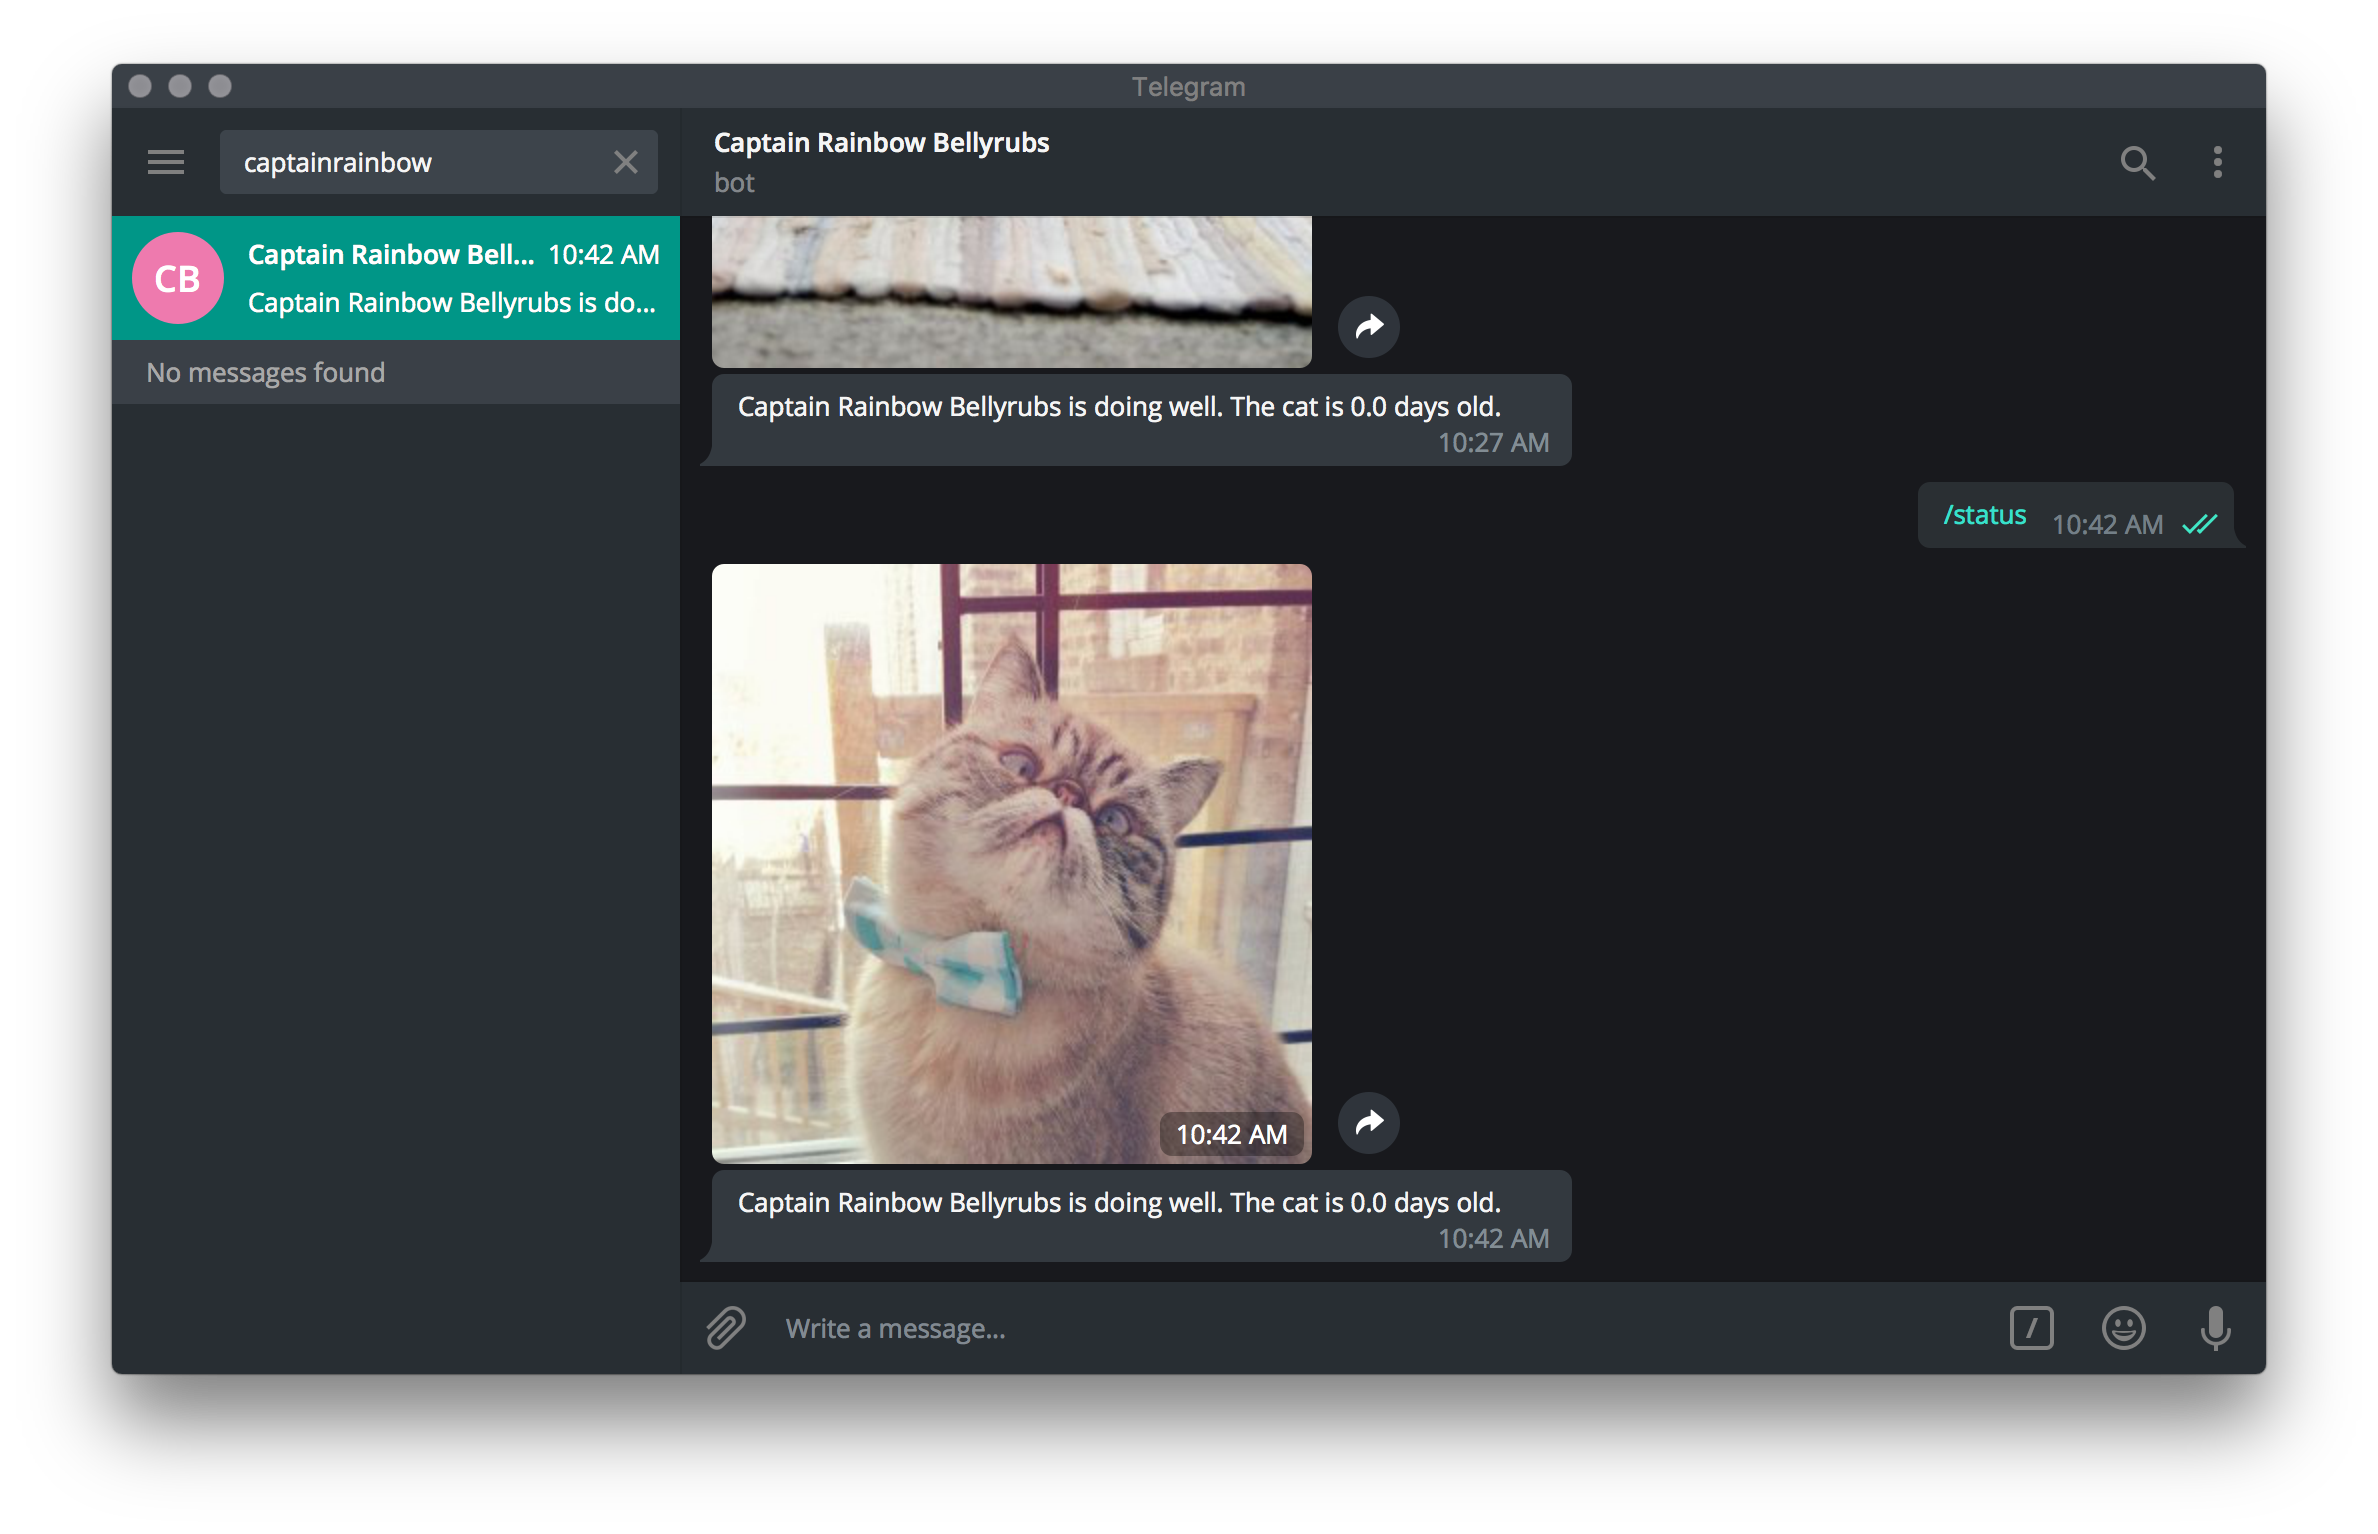 Telegram
captainrainbow
Captain Rainbow Bell... 10:42 AM
CB
Captain Rainbow Bellyrubs is do...
No messages found
Captain Rainbow Bellyrubs
bot
Captain Rainbow Bellyrubs is doing well. The cat is 0.0 days old.
10:27 AM
/status 10:42 AM
10:42 AM
Captain Rainbow Bellyrubs is doing well. The cat is 0.0 days old.
10:42 AM
Write a message...
/